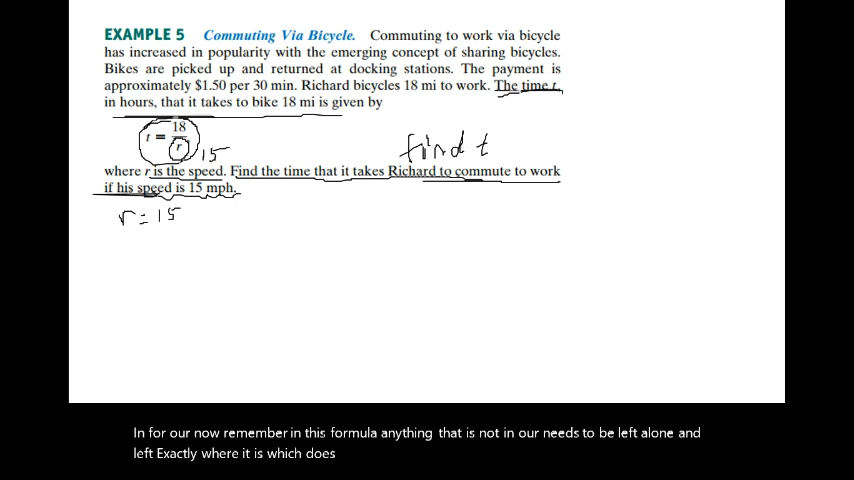 EXAMPLE 5 Commuting Via Bicycle. Commuting to work via bicycle
has increased in popularity with the emerging concept of sharing bicycles.
Bikes are picked up and returned at docking stations. The payment is
approximately $1.50 per 30 min. Richard bicycles 18 mi to work. The time t,
in hours, that it takes to bike 18 mi is given by
t = 18/r
15
find t
where r is the speed. Find the time that it takes Richard to commute to work
if his speed is 15 mph.
r=15
In for our now remember in this formula anything that is not in our needs to be left alone and
left Exactly where it is which does